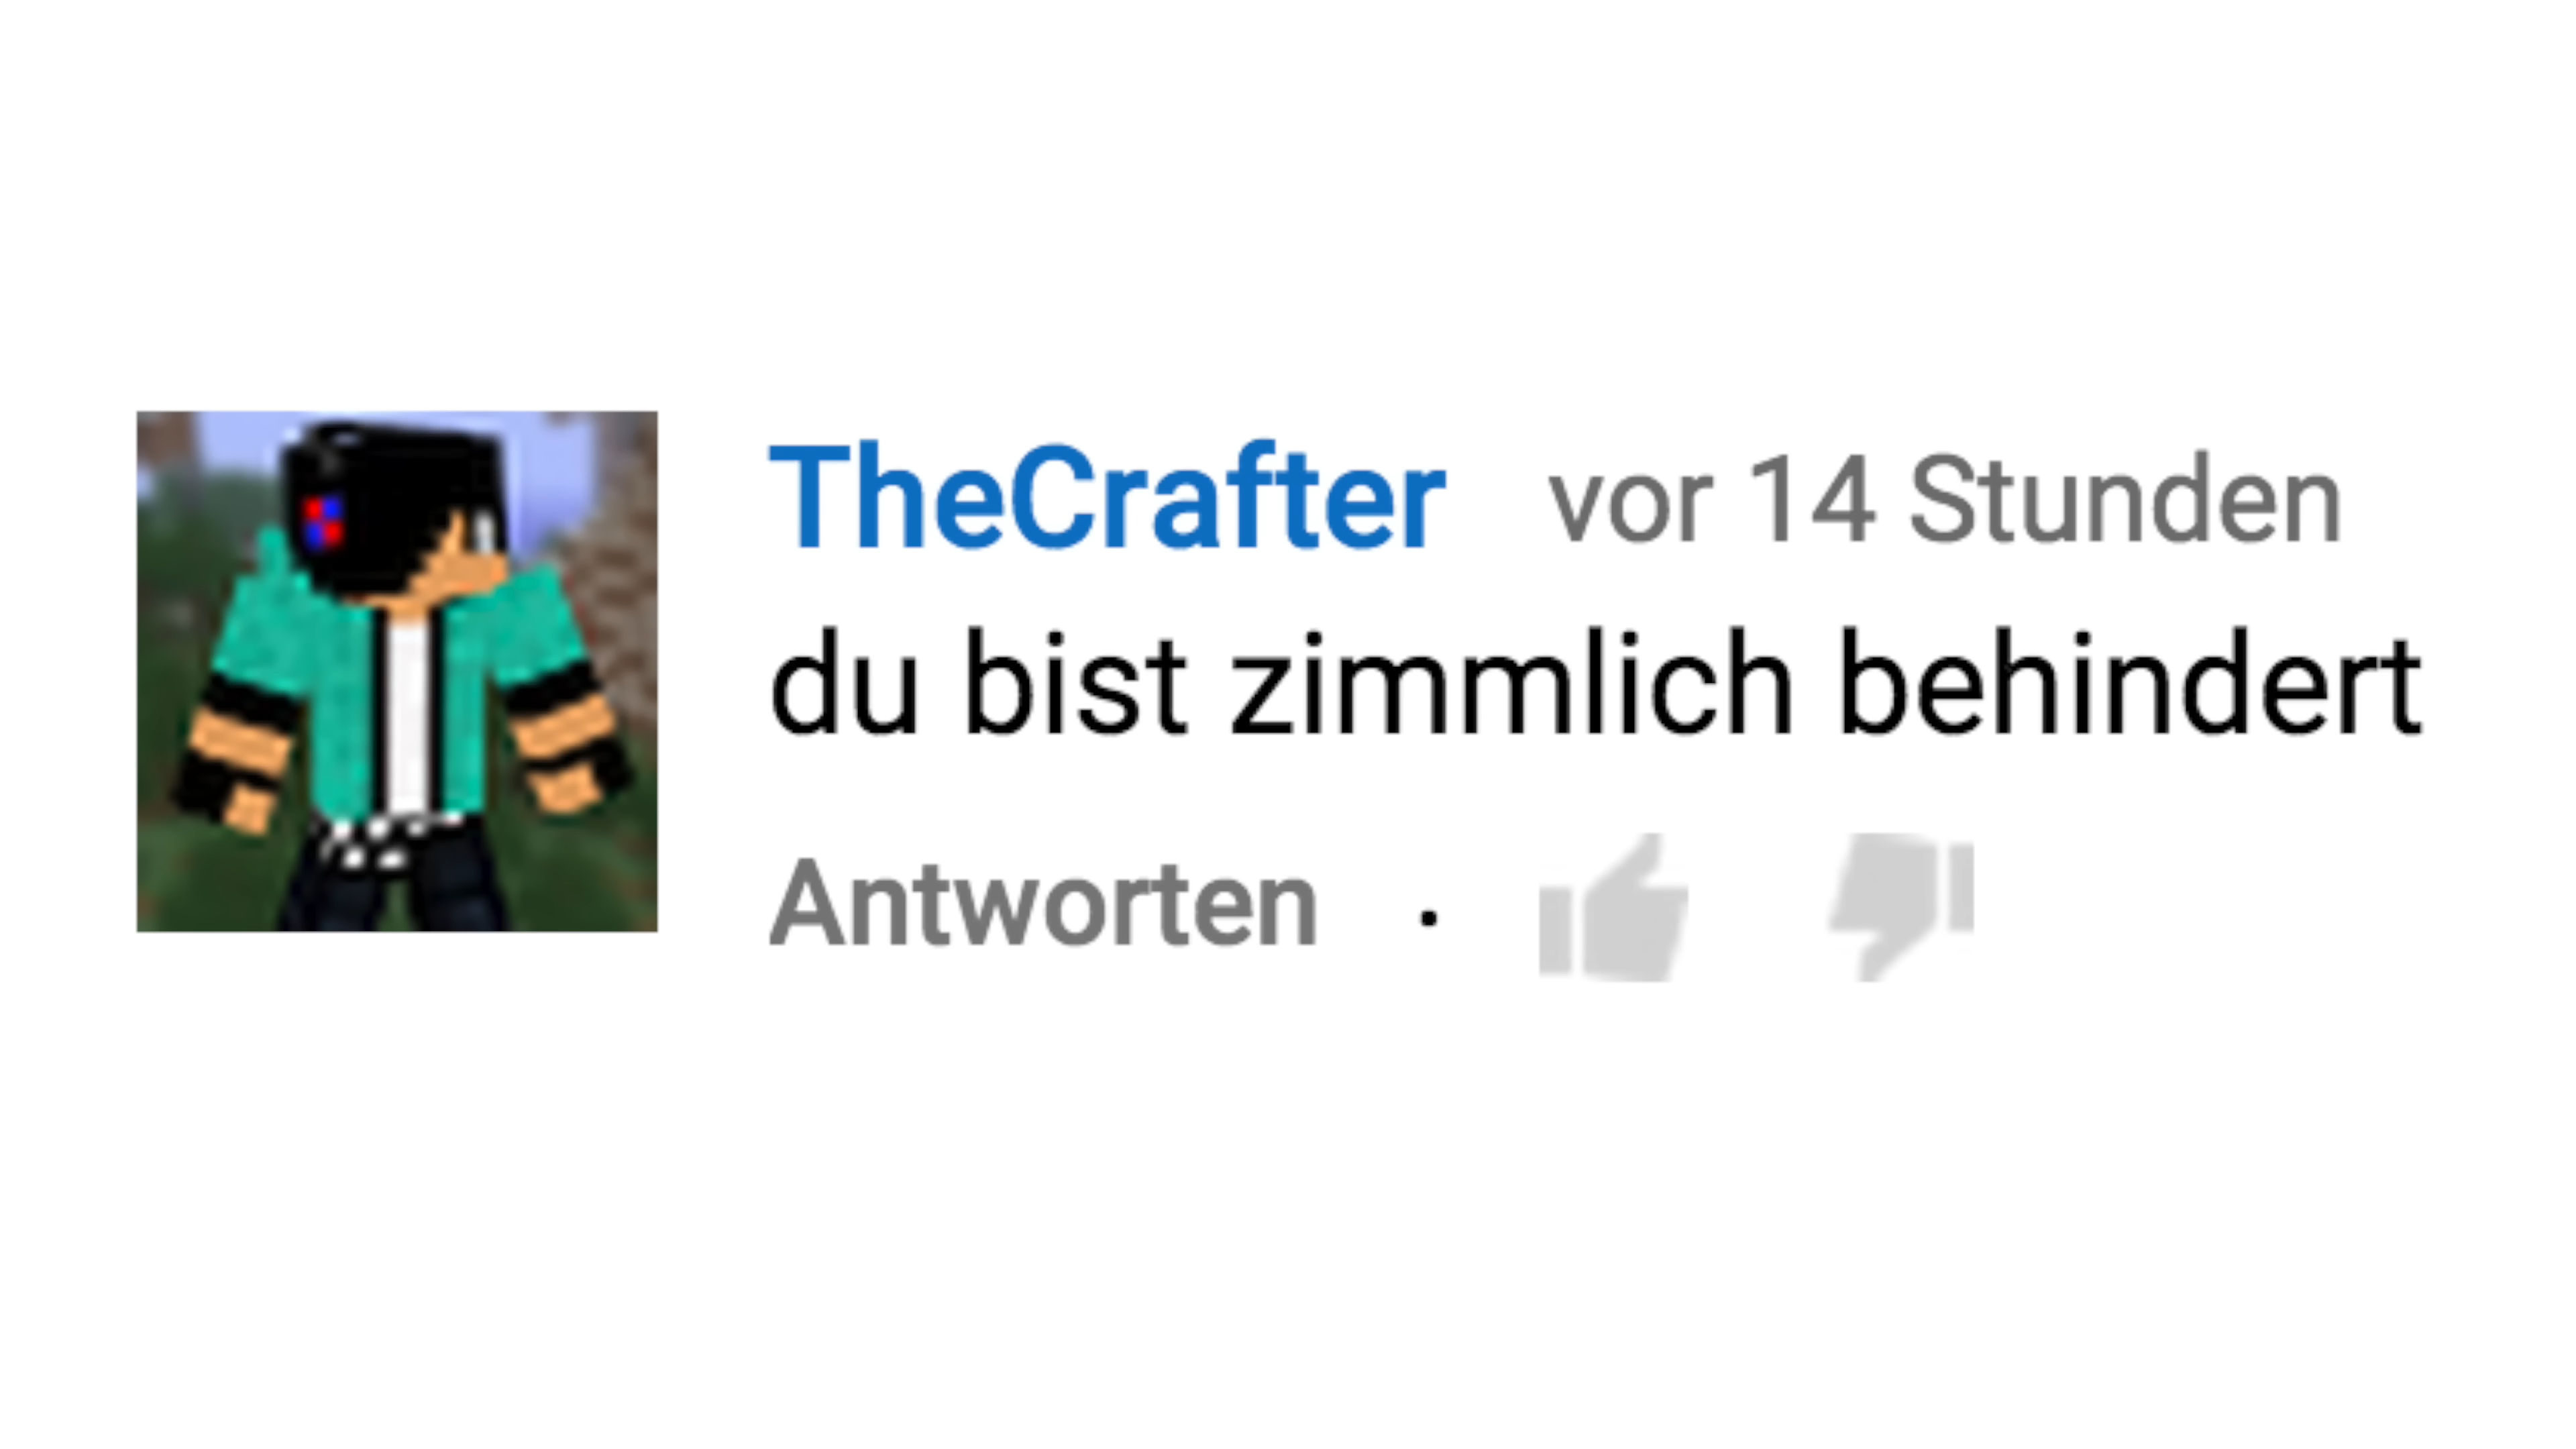 TheCrafter vor 14 Stunden
du bist zimmlich behindert
Antworten ·